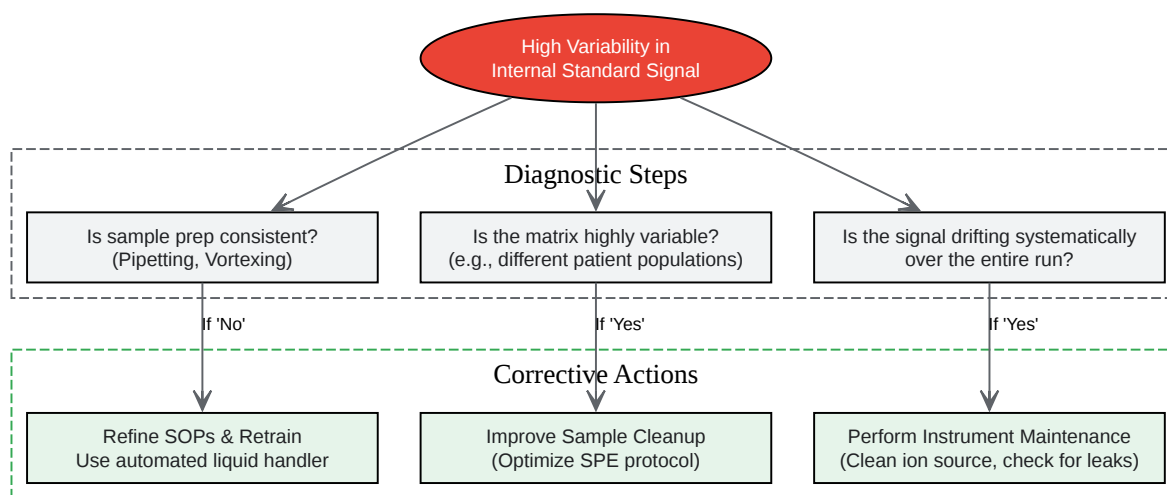 High Variability in
Internal Standard Signal
Diagnostic Steps
Is sample prep consistent?
(Pipetting, Vortexing)
Is the matrix highly variable?
(e.g., different patient populations)
Is the signal drifting systematically
over the entire run?
If 'No'
If 'Yes'
If 'Yes'
Corrective Actions
Refine SOPs & Retrain
Use automated liquid handler
Improve Sample Cleanup
(Optimize SPE protocol)
Perform Instrument Maintenance
(Clean ion source, check for leaks)